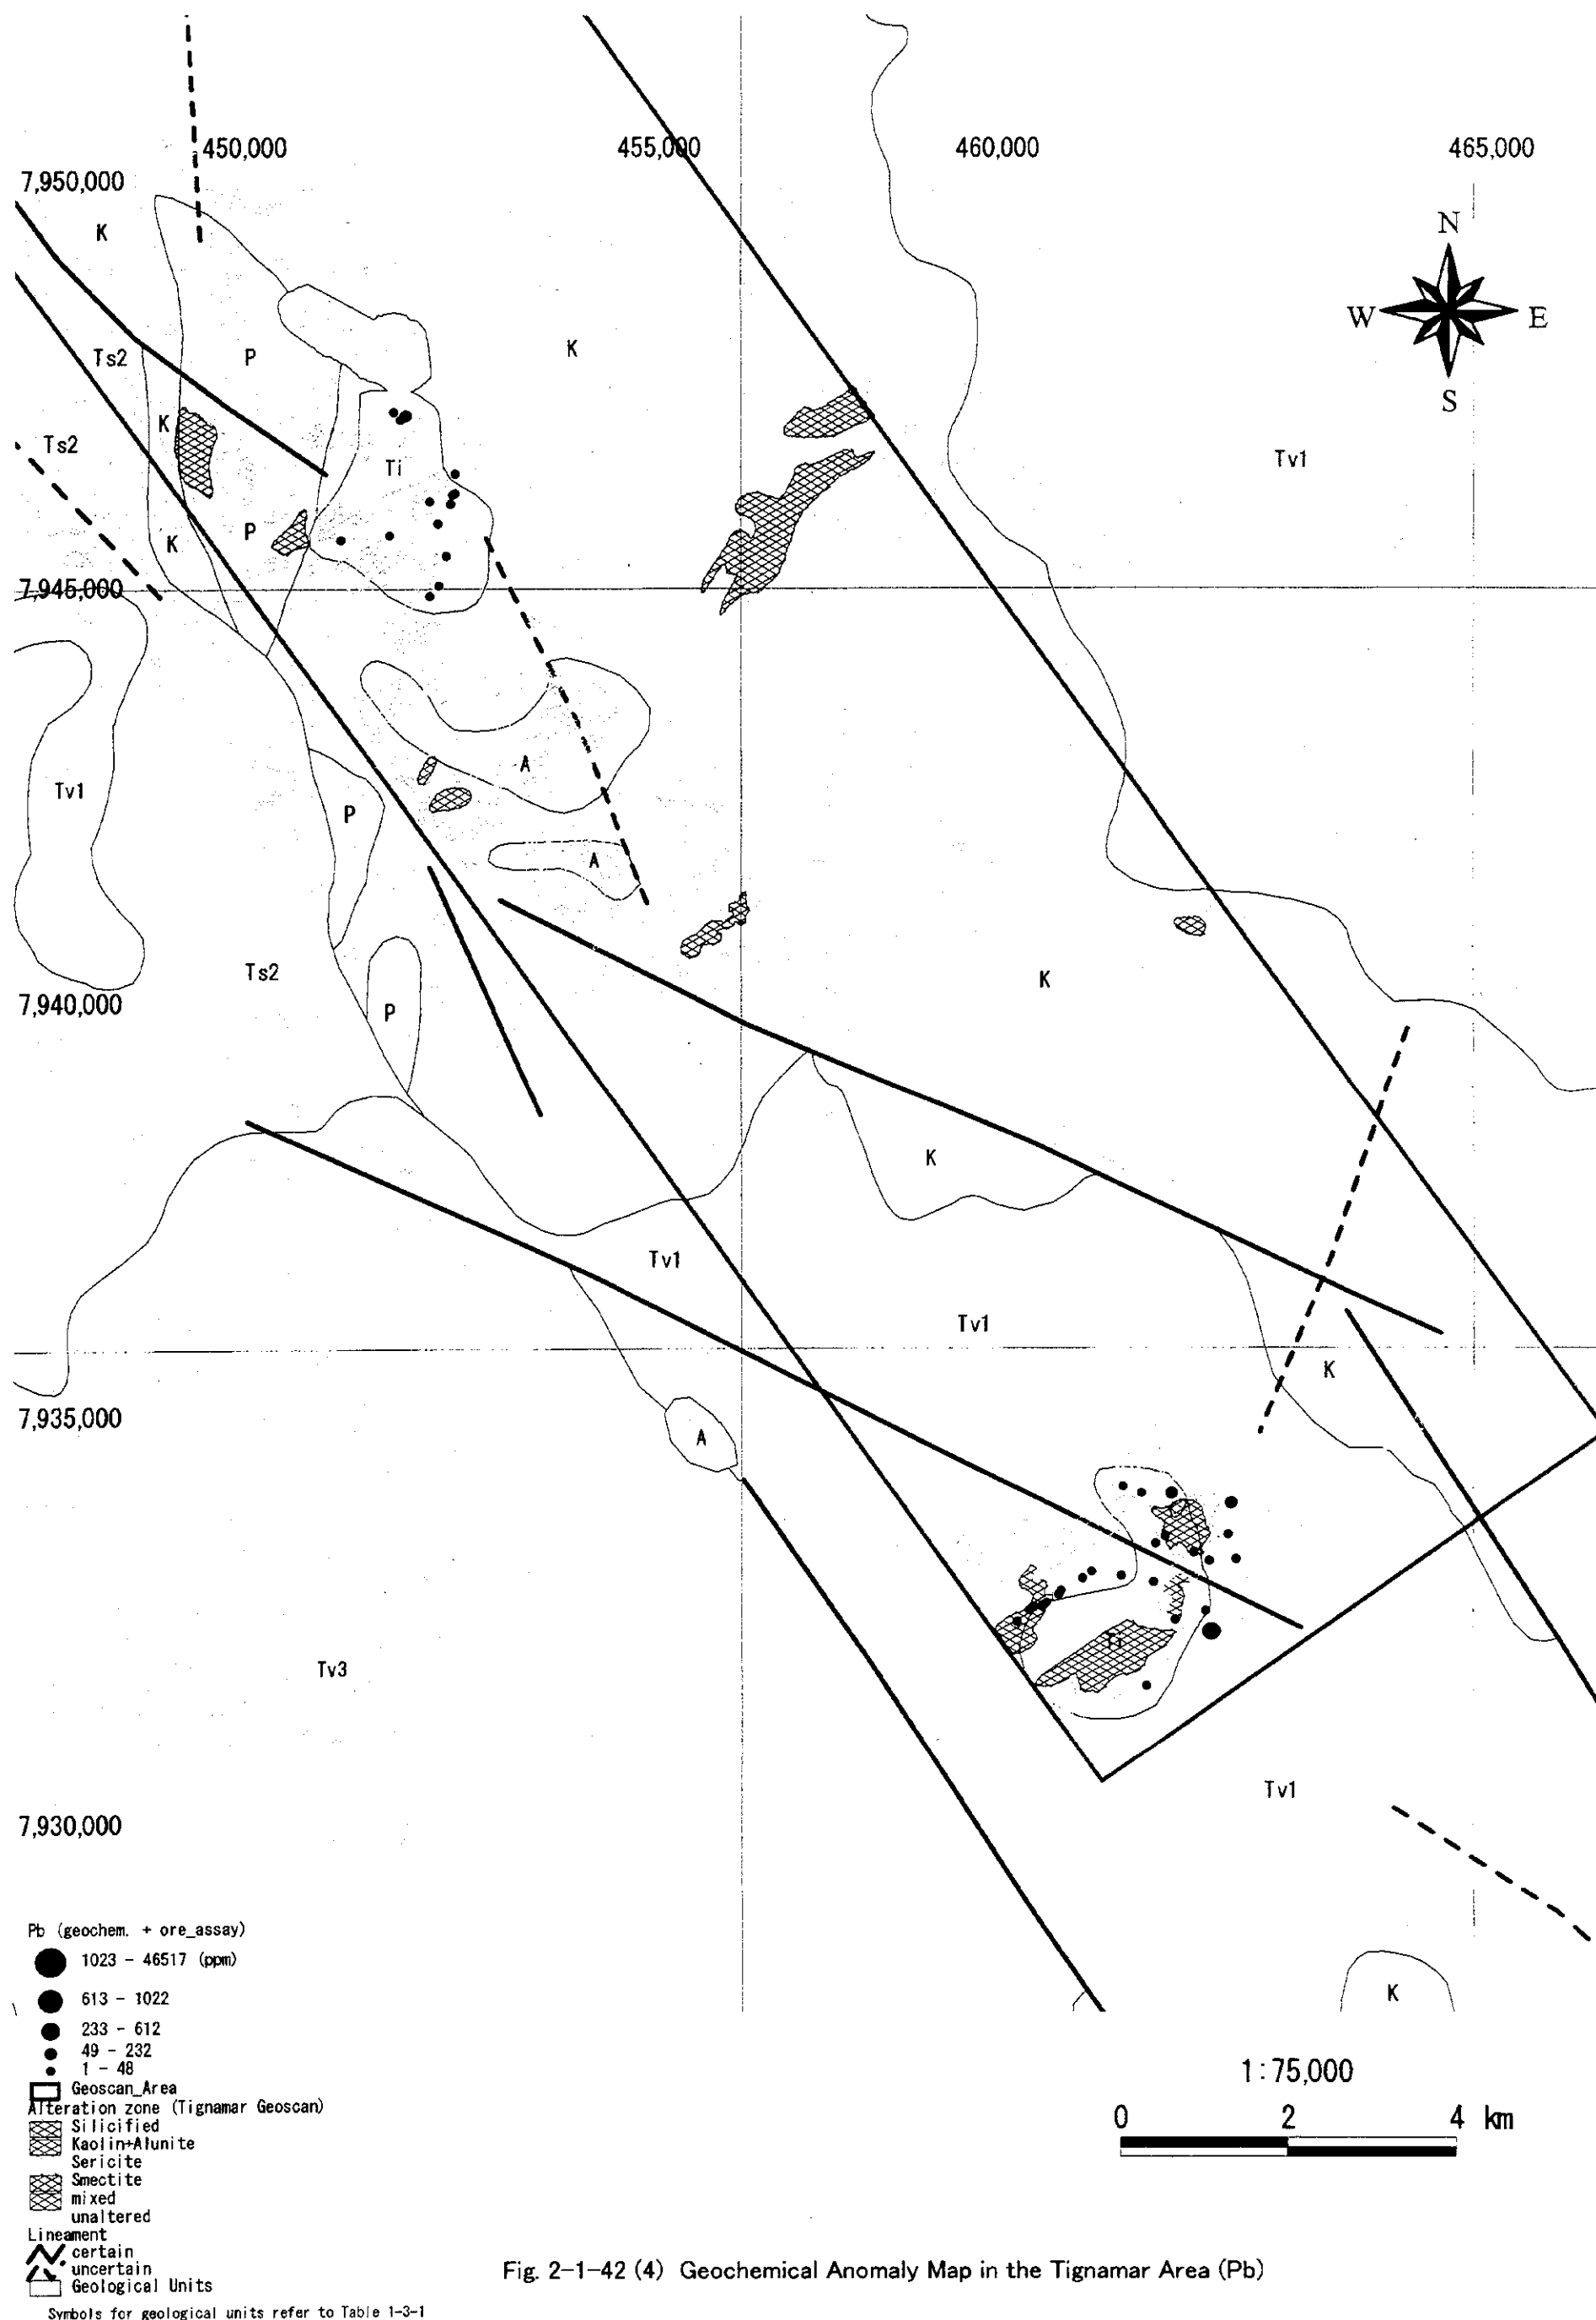 450,000 455,000 460,000 465,000
7,950,000
N
K
W E
Ts2 P K
S
K
Ts2 Ti Tv1
P
K
7,945,000
A
Tv1
P
A
Ts2 K
7,940,000
P
K
Tv1
Tv1
K
7,935,000
A
Ti
Tv3
Tv1
7,930,000
Pb (geochem. + ore_assay)
1023 - 46517 (ppm)
613 - 1022
K
233 - 612
49 - 232
1 - 48
1:75,000
Geoscan_Area
Alteration zone (Tignamar Geoscan)
0 2 4 km
Silicified
Kaolin+Alunite
Sericite
Smectite
mixed
unaltered
Lineament
certain
uncertain
Geological Units
Fig. 2-1-42 (4) Geochemical Anomaly Map in the Tignamar Area (Pb)
Symbols for geological units refer to Table 1-3-1